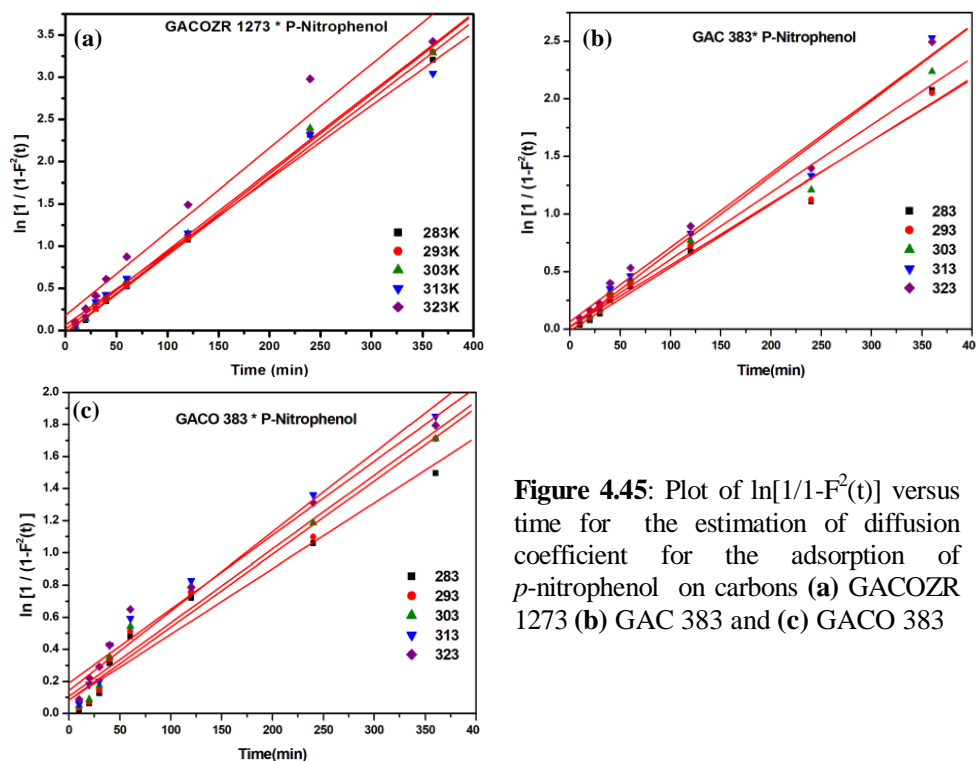 (a)
GACOZR 1273 * P-Nitrophenol
ln [1 / (1-F²(t) ]
3.5
3.0
2.5
2.0
1.5
1.0
0.5
0.0
283K
293K
303K
313K
323K
0 50 100 150 200 250 300 350 400
Time (min)
(b)
GAC 383* P-Nitrophenol
ln [1 / (1-F²(t) ]
2.5
2.0
1.5
1.0
0.5
0.0
283
293
303
313
323
0 50 100 150 200 250 300 350 40
Time(min)
(c)
GACO 383 * P-Nitrophenol
ln [1 / (1-F²(t) ]
2.0
1.8
1.6
1.4
1.2
1.0
0.8
0.6
0.4
0.2
0.0
283
293
303
313
323
0 50 100 150 200 250 300 350 40
Time(min)
Figure 4.45: Plot of ln[1/1-F²(t)] versus
time for the estimation of diffusion
coefficient for the adsorption of
p-nitrophenol on carbons (a) GACOZR
1273 (b) GAC 383 and (c) GACO 383